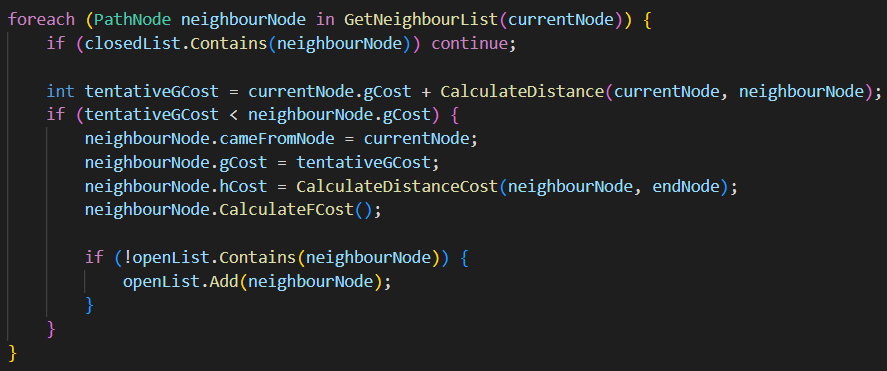 foreach (PathNode neighbourNode in GetNeighbourList(currentNode)) {
if (closedList.Contains(neighbourNode)) continue;
int tentativeGCost = currentNode.gCost + CalculateDistance(currentNode, neighbourNode);
if (tentativeGCost < neighbourNode.gCost) {
neighbourNode.cameFromNode = currentNode;
neighbourNode.gCost = tentativeGCost;
neighbourNode.hCost = CalculateDistanceCost(neighbourNode, endNode);
neighbourNode.CalculateFCost();
if (!openList.Contains(neighbourNode)) {
openList.Add(neighbourNode);
}
}
}